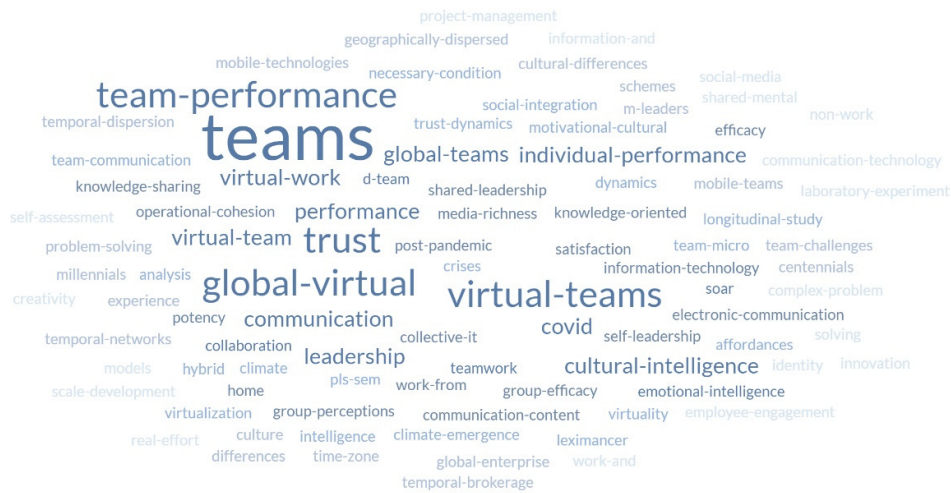 project-management
geographically-dispersed information-and
mobile-technologies necessary-condition cultural-differences
schemes social-media
team-performance social-integration m-leaders shared-mental
temporal-dispersion teams trust-dynamics motivational-cultural efficacy non-work
team-communication global-teams individual-performance communication-technology
knowledge-sharing virtual-work d-team shared-leadership dynamics mobile-teams laboratory-experiment
self-assessment operational-cohesion performance media-richness knowledge-oriented longitudinal-study
problem-solving virtual-team trust post-pandemic satisfaction team-micro team-challenges
millennials analysis crises information-technology centennials
creativity experience global-virtual virtual-teams soar complex-problem
potency communication covid electronic-communication
temporal-networks collaboration collective-it self-leadership affordances solving
models hybrid climate leadership teamwork cultural-intelligence identity innovation
scale-development home pls-sem work-from group-efficacy emotional-intelligence
virtualization group-perceptions communication-content virtuality employee-engagement
real-effort culture intelligence climate-emergence leximancer
differences time-zone global-enterprise work-and
temporal-brokerage